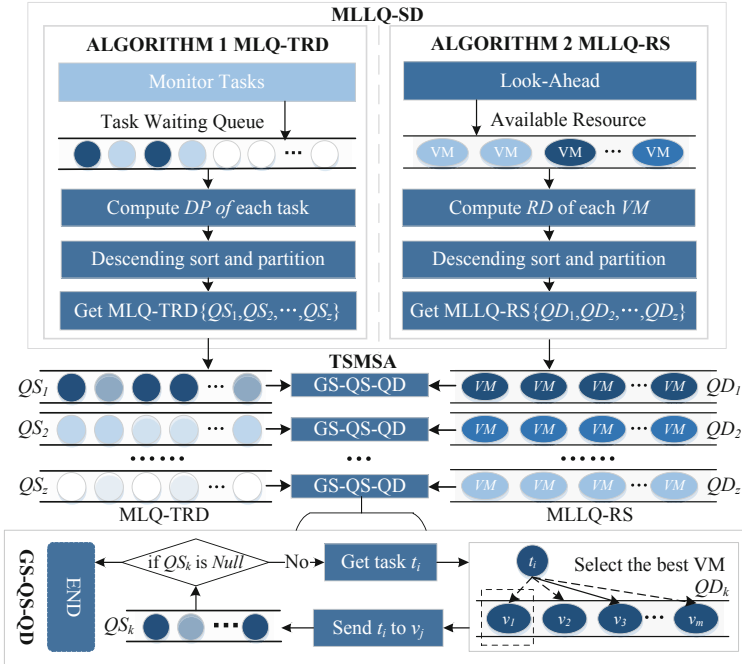 MLLQ-SD
ALGORITHM 1 MLQ-TRD
Monitor Tasks
Task Waiting Queue
...
Compute DP of each task
Descending sort and partition
Get MLQ-TRD{QS₁,QS₂,···,QSz}
ALGORITHM 2 MLLQ-RS
Look-Ahead
Available Resource
VM VM VM ... VM
Compute RD of each VM
Descending sort and partition
Get MLLQ-RS{QD₁,QD₂,···,QDz}
TSMSA
QS₁ ... GS-QS-QD VM VM VM ... VM QD₁
QS₂ ... GS-QS-QD VM VM VM ... VM QD₂
...... ... ......
QSz ... GS-QS-QD VM VM VM ... VM QDz
MLQ-TRD MLLQ-RS
GS-QS-QD
END
if QSk is Null
No
Get task ti
ti
Select the best VM
QDk
v₁ v₂ v₃ ... vm
Send ti to vj
QSk ...